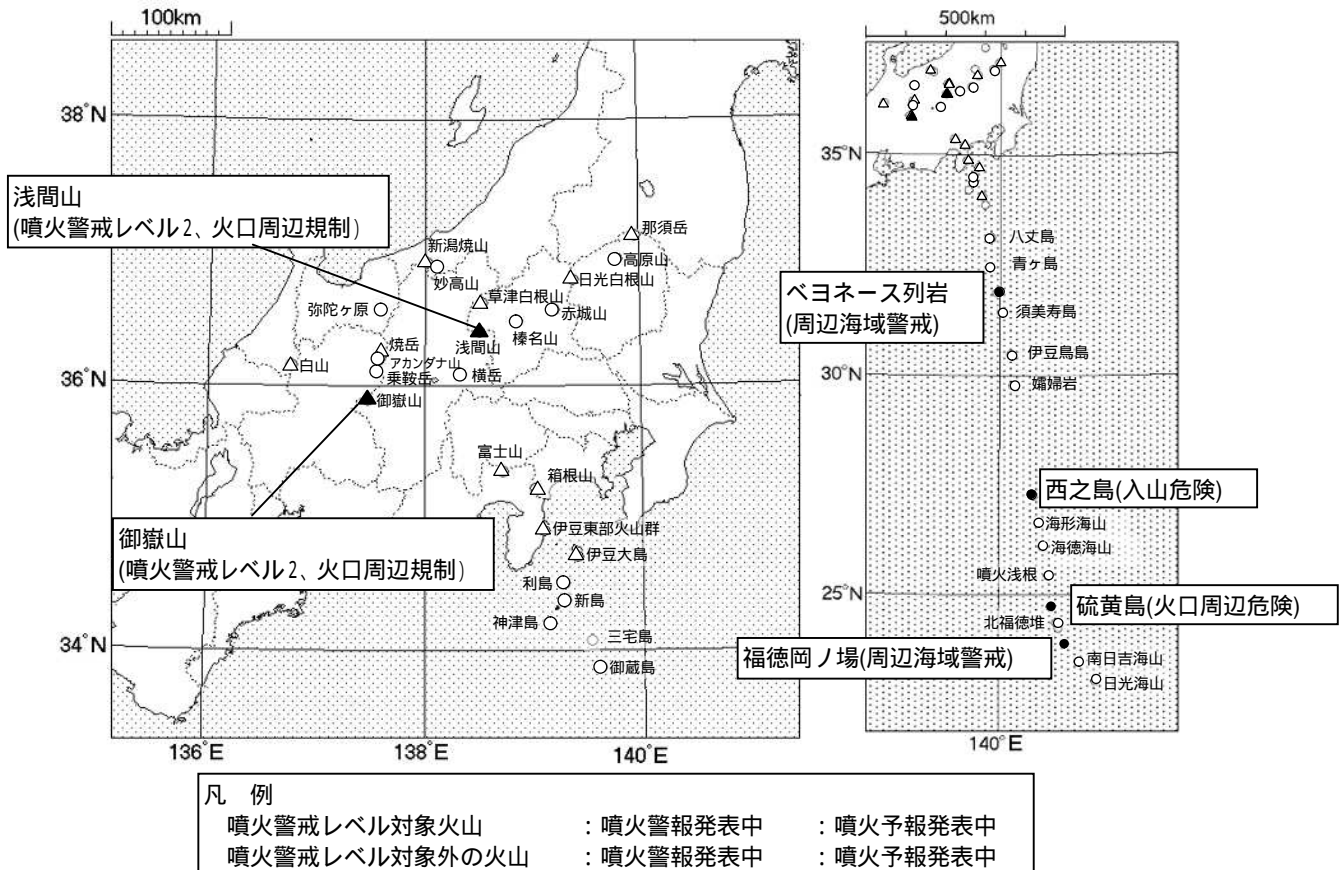 100km
500km
38°N
浅間山
(噴火警戒レベル2、火口周辺規制)
新潟焼山
妙高山
那須岳
高原山
日光白根山
草津白根山
赤城山
弥陀ヶ原
榛名山
浅間山
焼岳
アカンダナ山
乗鞍岳
横岳
白山
36°N
御嶽山
富士山
箱根山
御嶽山
(噴火警戒レベル2、火口周辺規制)
伊豆東部火山群
伊豆大島
利島
新島
神津島
三宅島
34°N
御蔵島
136°E
138°E
140°E
35°N
八丈島
青ヶ島
ベヨネース列岩
(周辺海域警戒)
須美寿島
伊豆鳥島
30°N
孀婦岩
西之島(入山危険)
海形海山
海徳海山
噴火浅根
25°N
硫黄島(火口周辺危険)
北福徳堆
福徳岡ノ場(周辺海域警戒)
南日吉海山
日光海山
140°E
凡 例
噴火警戒レベル対象火山 :噴火警報発表中 :噴火予報発表中
噴火警戒レベル対象外の火山 :噴火警報発表中 :噴火予報発表中